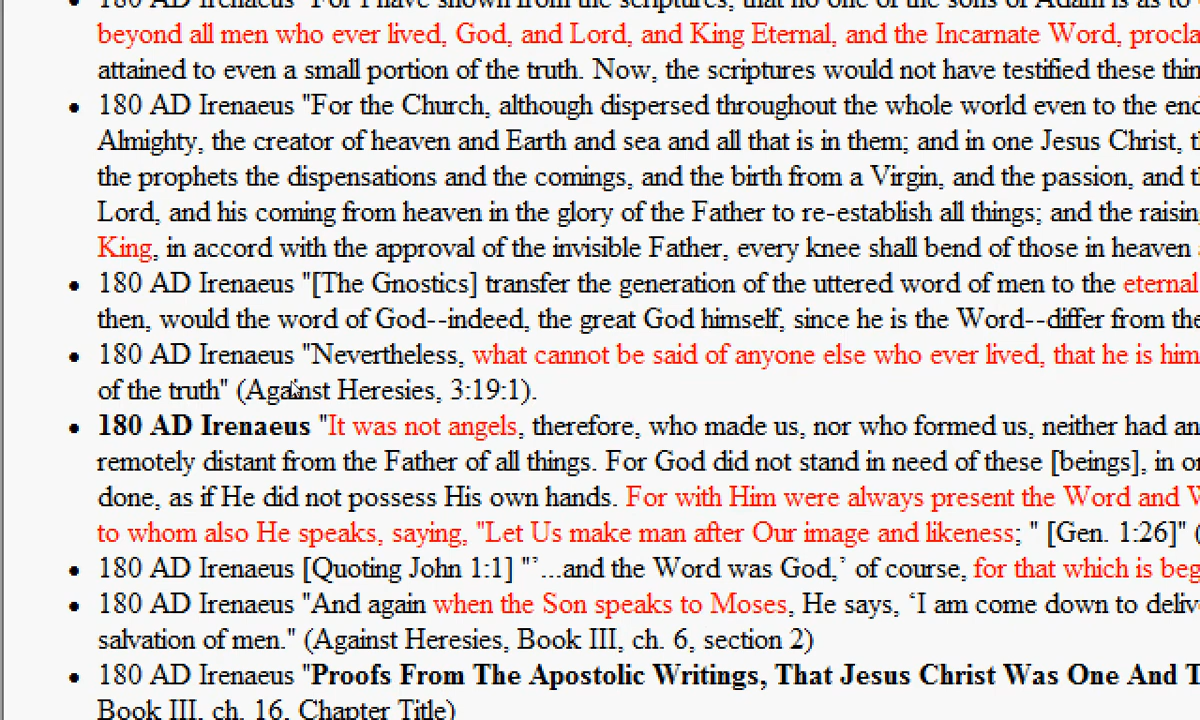 180 AD Irenaeus "For I have shown from the scriptures, that no one of the sons of Adam is as to
beyond all men who ever lived, God, and Lord, and King Eternal, and the Incarnate Word,
attained to even a small portion of the truth. Now, the scriptures would not have testified these
• 180 AD Irenaeus "For the Church, although dispersed throughout the whole world even to the
Almighty, the creator of heaven and Earth and sea and all that is in them; and in one Jesus Christ,
the prophets the dispensations and the comings, and the birth from a Virgin, and the passion, and
Lord, and his coming from heaven in the glory of the Father to re-establish all things; and the
King, in accord with the approval of the invisible Father, every knee shall bend of those in heaven
• 180 AD Irenaeus "[The Gnostics] transfer the generation of the uttered word of men to the eternal
then, would the word of God--indeed, the great God himself, since he is the Word--differ from
• 180 AD Irenaeus "Nevertheless, what cannot be said of anyone else who ever lived, that he is
of the truth" (Against Heresies, 3:19:1).
• 180 AD Irenaeus "It was not angels, therefore, who made us, nor who formed us, neither had
remotely distant from the Father of all things. For God did not stand in need of these [beings], in
done, as if He did not possess His own hands. For with Him were always present the Word and
to whom also He speaks, saying, "Let Us make man after Our image and likeness; " [Gen. 1:26]" (
• 180 AD Irenaeus [Quoting John 1:1] "'...and the Word was God,' of course, for that which is
• 180 AD Irenaeus "And again when the Son speaks to Moses, He says, 'I am come down to
salvation of men." (Against Heresies, Book III, ch. 6, section 2)
• 180 AD Irenaeus "Proofs From The Apostolic Writings, That Jesus Christ Was One And
Book III, ch. 16, Chapter Title)